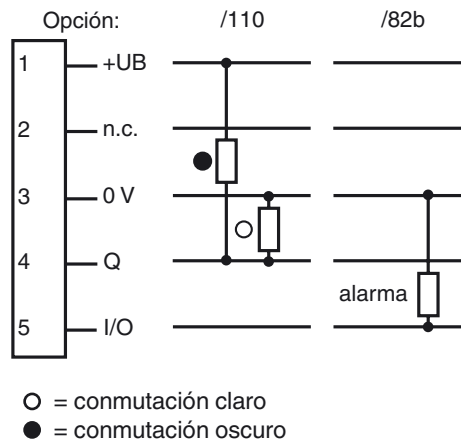 Opción: /110 /82b
1 +UB
2 n.c.
3 0 V
4 Q
alarma
5 I/O
= conmutación claro
= conmutación oscuro